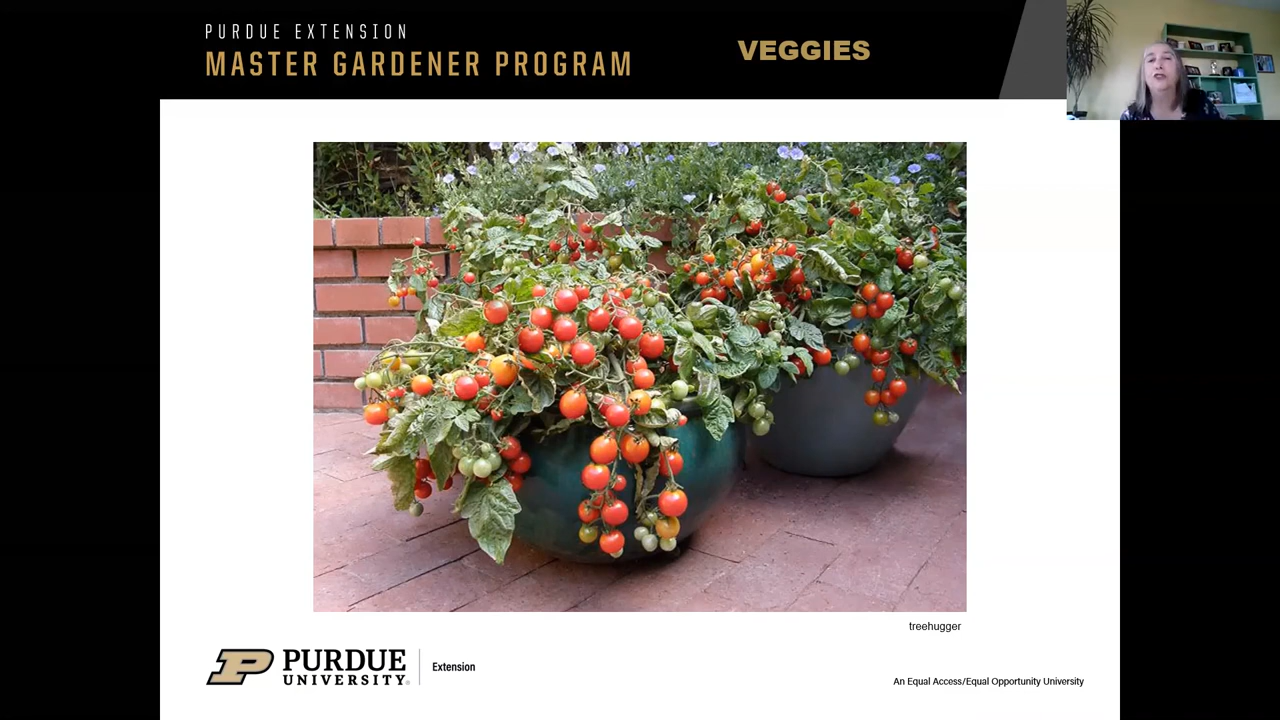 PURDUE EXTENSION
MASTER GARDENER PROGRAM
VEGGIES
treehugger
P PURDUE
UNIVERSITY®
Extension
An Equal Access/Equal Opportunity University